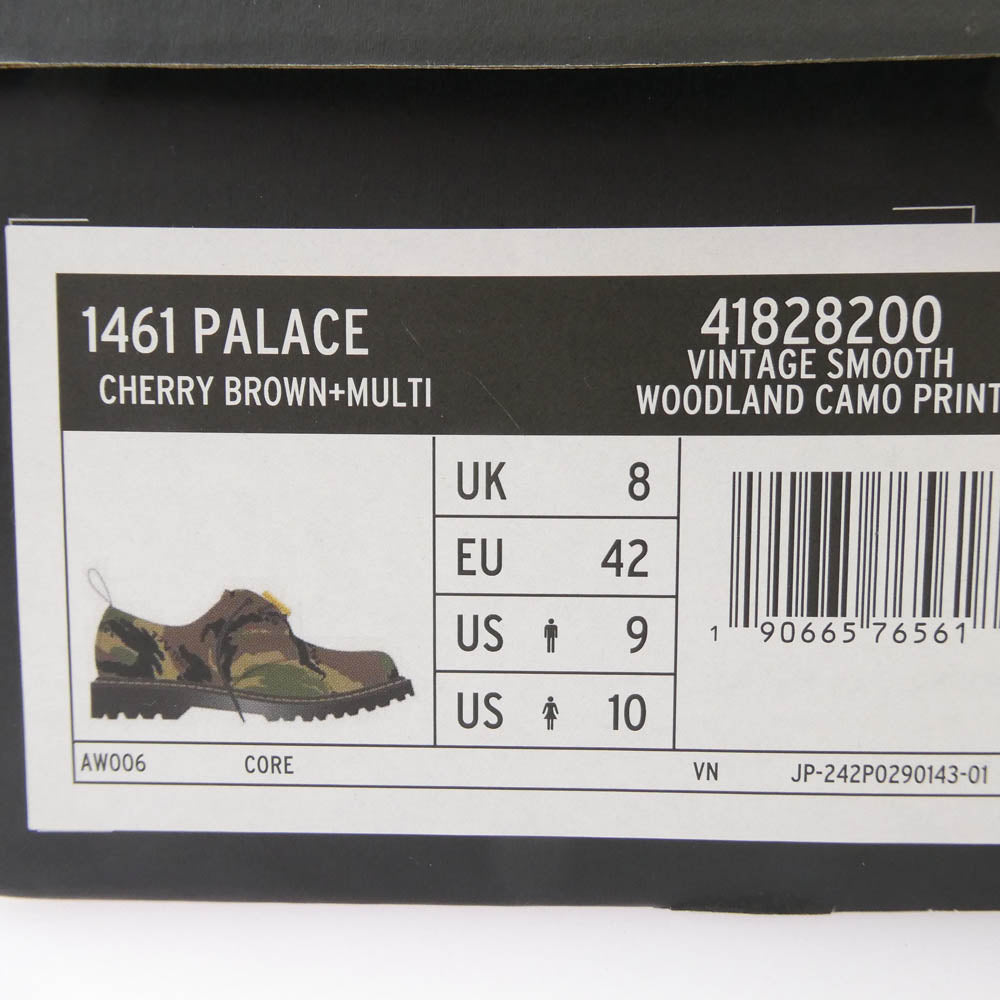 1461 PALACE
CHERRY BROWN+MULTI
41828200
VINTAGE SMOOTH
WOODLAND CAMO PRINT
UK 8
EU 42
US 9
US 10
1 90665 76561
AW006 CORE VN JP-242P0290143-01